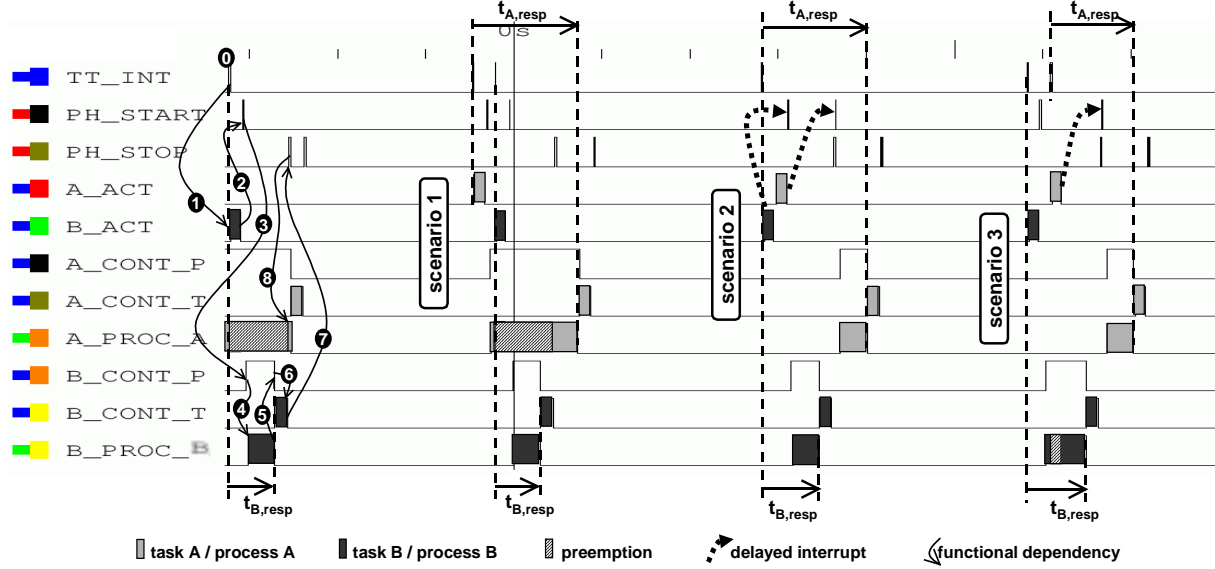 tA,resp tA,resp tA,resp
0s
0
TT_INT
PH_START
PH_STOP
A_ACT
2
1
B_ACT
3
A_CONT_P
8
A_CONT_T
A_PROC_A
7
B_CONT_P
6
B_CONT_T
4 5
B_PROC_B
scenario 1
scenario 2
scenario 3
tB,resp tB,resp tB,resp tB,resp
task A / process A task B / process B preemption delayed interrupt functional dependency